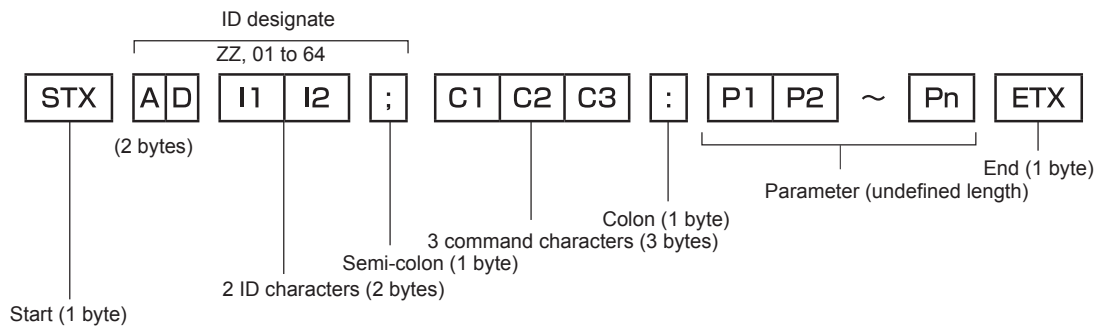 ID designate
ZZ, 01 to 64
STX A D I1 I2 ; C1 C2 C3 : P1 P2 ~ Pn ETX
(2 bytes)
End (1 byte)
Parameter (undefined length)
Colon (1 byte)
3 command characters (3 bytes)
Semi-colon (1 byte)
2 ID characters (2 bytes)
Start (1 byte)